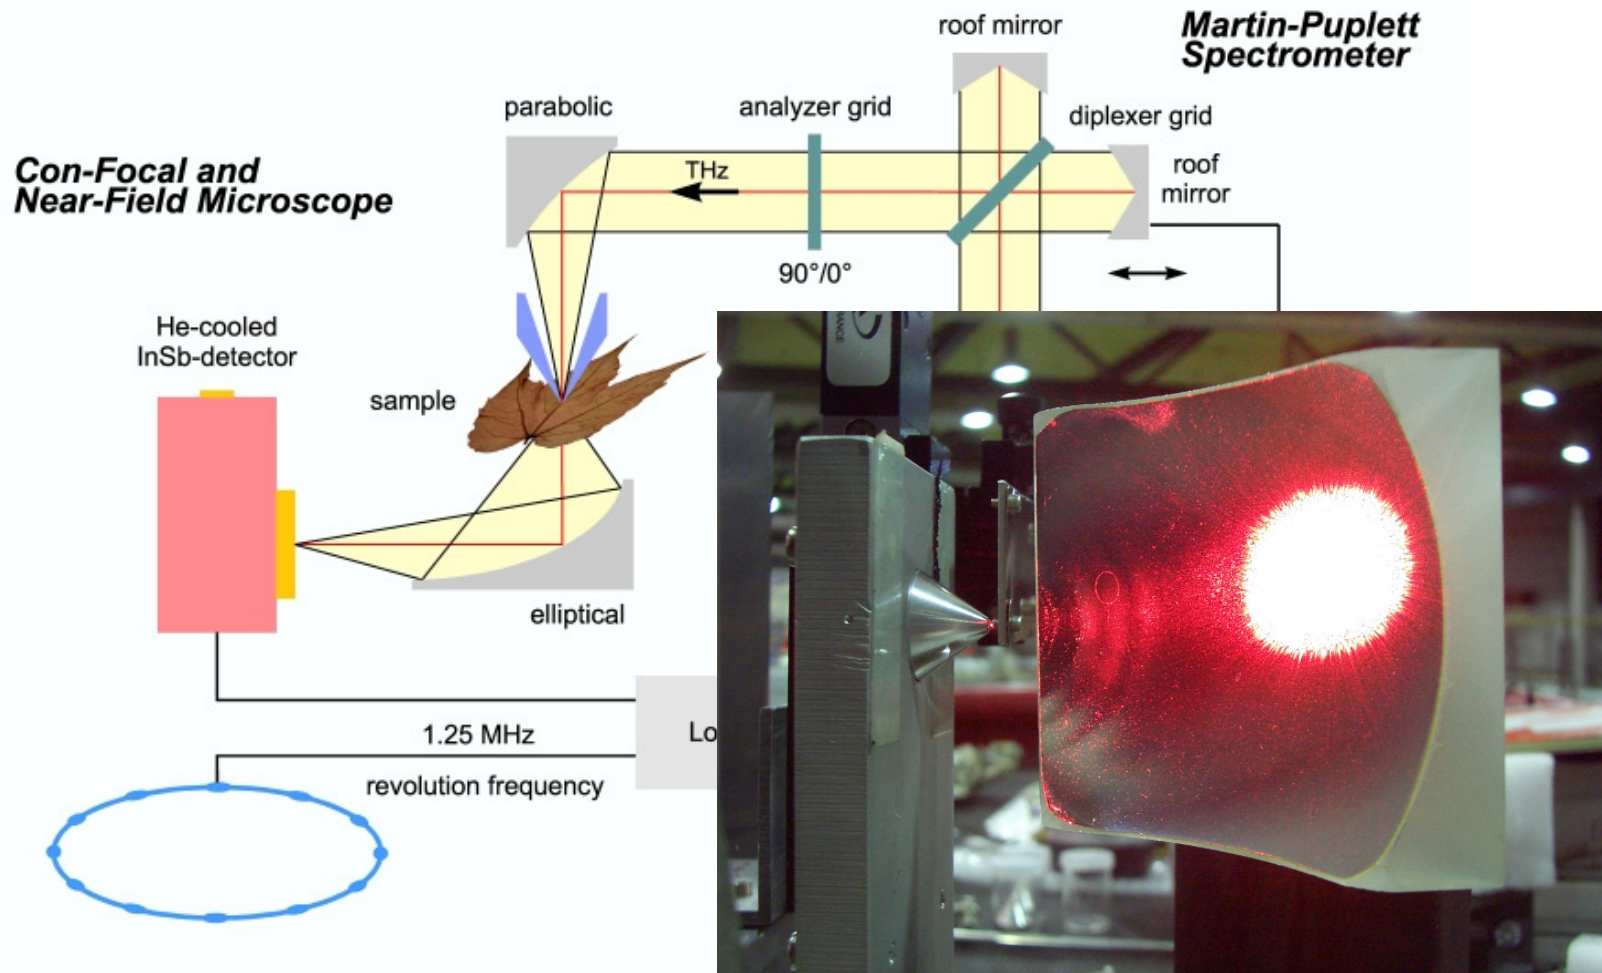 roof mirror
Martin-Puplett
Spectrometer
parabolic
analyzer grid
diplexer grid
Con-Focal and
Near-Field Microscope
THz
roof
mirror
90°/0°
He-cooled
InSb-detector
sample
elliptical
Lo
1.25 MHz
revolution frequency